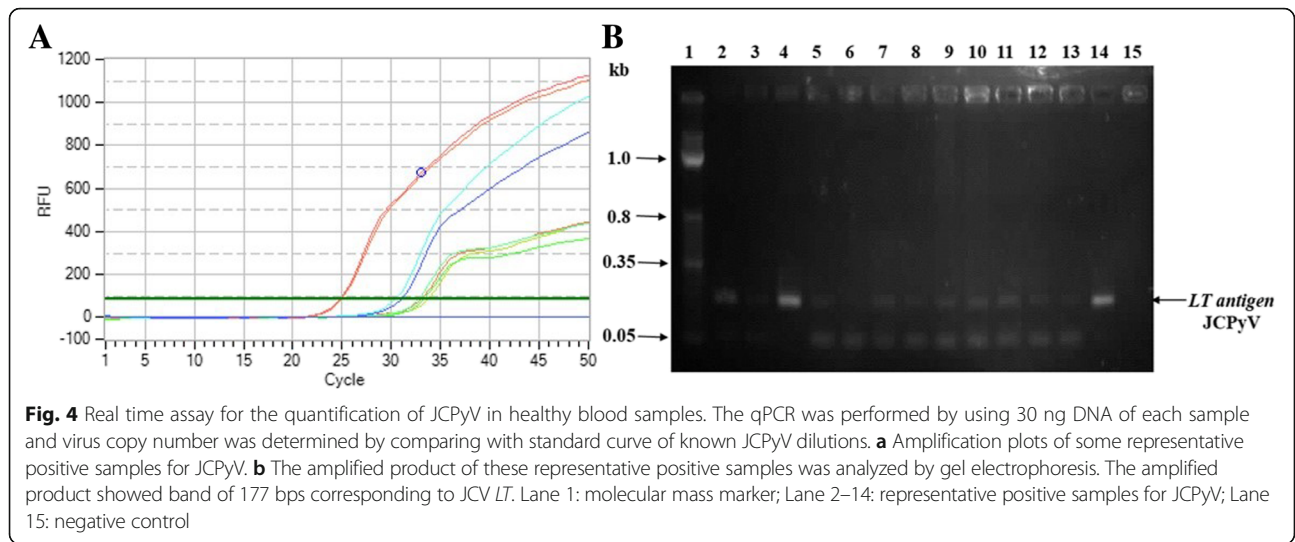 A
1200
1000
800
600
400
200
0
-100
RFU
1 5 10 15 20 25 30 35 40 45 50
Cycle
B
1 2 3 4 5 6 7 8 9 10 11 12 13 14 15
kb
1.0
0.8
0.35
0.05
LT antigen
JCPyV
Fig. 4 Real time assay for the quantification of JCPyV in healthy blood samples. The qPCR was performed by using 30 ng DNA of each sample
and virus copy number was determined by comparing with standard curve of known JCPyV dilutions. a Amplification plots of some representative
positive samples for JCPyV. b The amplified product of these representative positive samples was analyzed by gel electrophoresis. The amplified
product showed band of 177 bps corresponding to JCV LT. Lane 1: molecular mass marker; Lane 2–14: representative positive samples for JCPyV; Lane
15: negative control